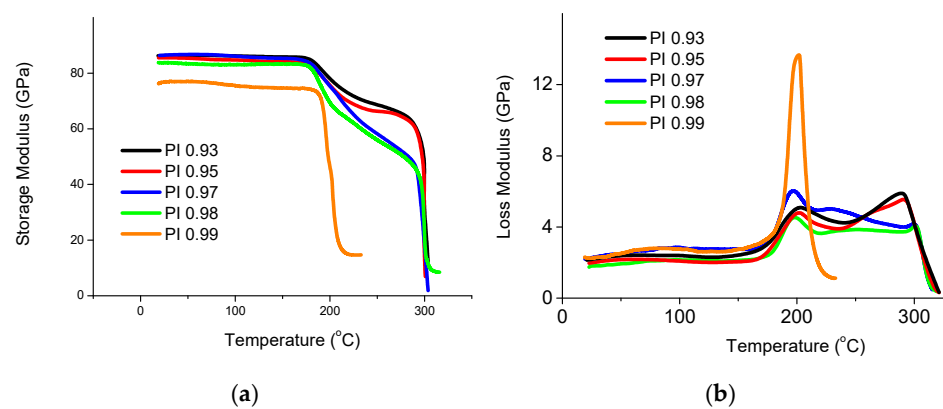 Storage Modulus (GPa)
80
60
40
20
0
PI 0.93
PI 0.95
PI 0.97
PI 0.98
PI 0.99
0
100
200
300
Temperature (°C)
(a)
Loss Modulus (GPa)
12
8
4
0
PI 0.93
PI 0.95
PI 0.97
PI 0.98
PI 0.99
0
100
200
300
Temperature (°C)
(b)